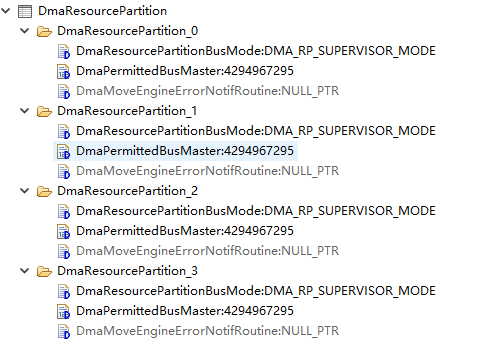 DmaResourcePartition
DmaResourcePartition_0
DmaResourcePartitionBusMode:DMA_RP_SUPERVISOR_MODE
DmaPermittedBusMaster:4294967295
DmaMoveEngineErrorNotifRoutine:NULL_PTR
DmaResourcePartition_1
DmaResourcePartitionBusMode:DMA_RP_SUPERVISOR_MODE
DmaPermittedBusMaster:4294967295
DmaMoveEngineErrorNotifRoutine:NULL_PTR
DmaResourcePartition_2
DmaResourcePartitionBusMode:DMA_RP_SUPERVISOR_MODE
DmaPermittedBusMaster:4294967295
DmaMoveEngineErrorNotifRoutine:NULL_PTR
DmaResourcePartition_3
DmaResourcePartitionBusMode:DMA_RP_SUPERVISOR_MODE
DmaPermittedBusMaster:4294967295
DmaMoveEngineErrorNotifRoutine:NULL_PTR